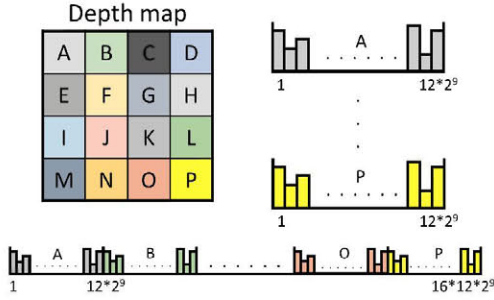 Depth map
A B C D
E F G H
I J K L
M N O P
A
1 12*2⁹
P
1 12*2⁹
A B O P
1 12*2⁹ 16*12*2⁹